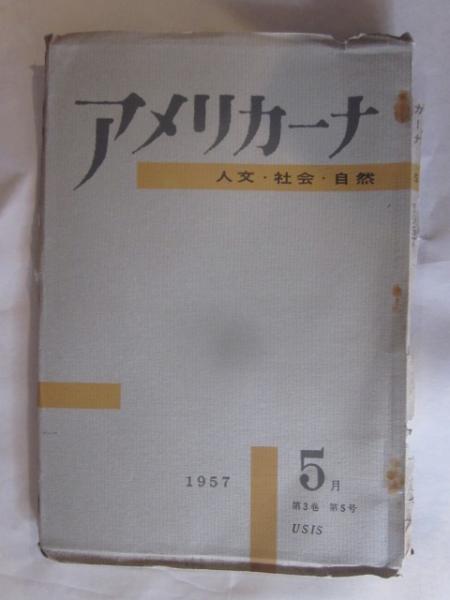 アメリカーナ
人文・社会・自然
1957
5月
第3巻 第5号
USIS